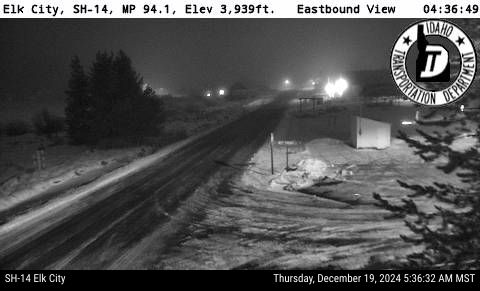 Elk City, SH-14, MP 94.1, Elev 3,939ft. Eastbound View 04:36:49
IDAHO
TRANSPORTATION DEPARTMENT
SH-14 Elk City Thursday, December 19, 2024 5:36:32 AM MST